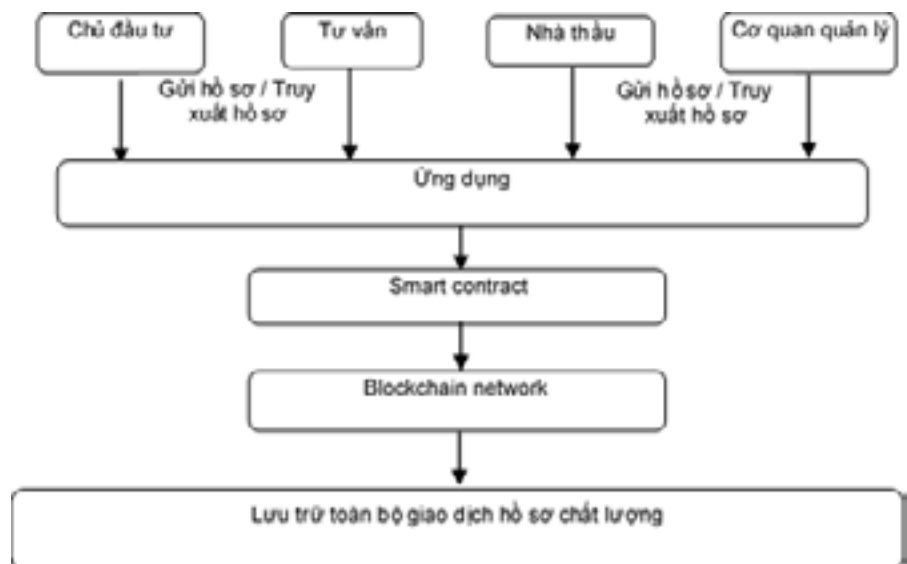 Chủ đầu tư
Tư vấn
Nhà thầu
Cơ quan quản lý
Gửi hồ sơ / Truy
xuất hồ sơ
Gửi hồ sơ / Truy
xuất hồ sơ
Ứng dụng
Smart contract
Blockchain network
Lưu trữ toàn bộ giao dịch hồ sơ chất lượng